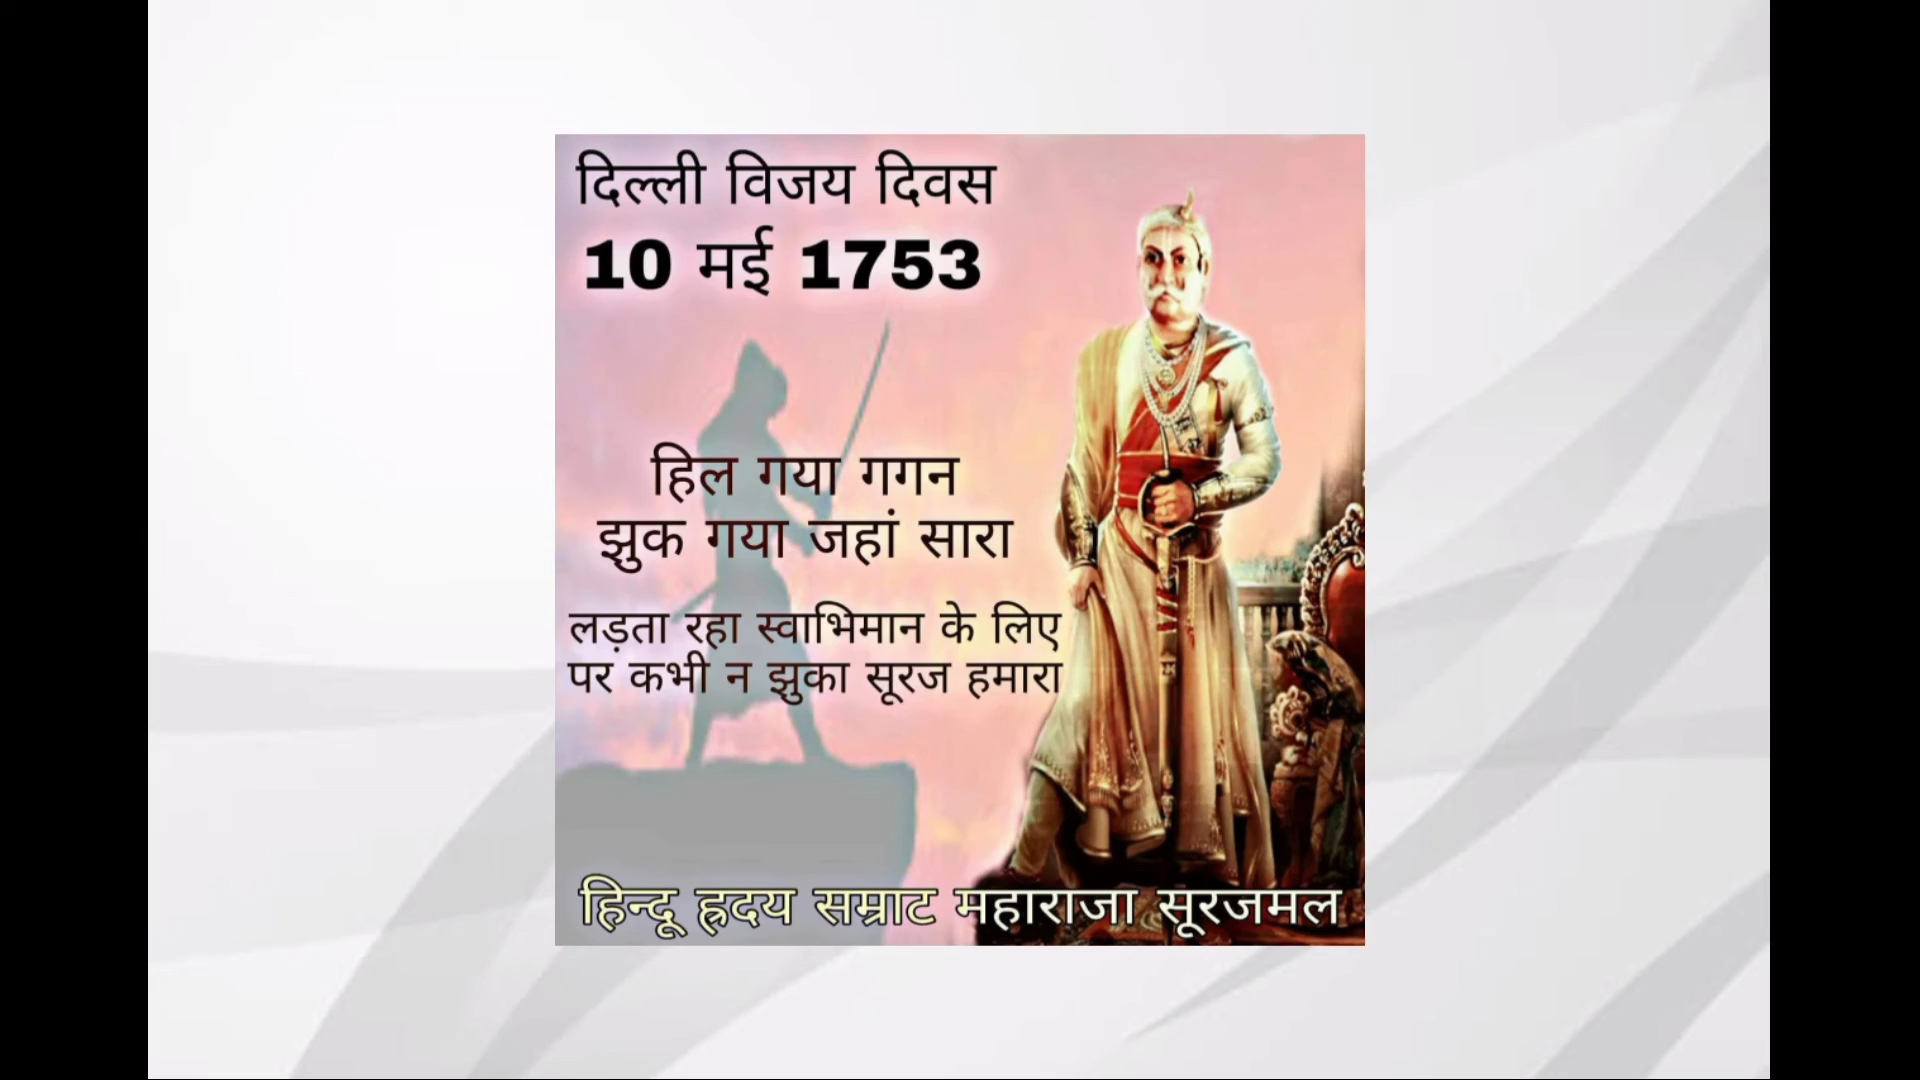 दिल्ली विजय दिवस
10 मई 1753
हिल गया गगन
झुक गया जहां सारा
लड़ता रहा स्वाभिमान के लिए
पर कभी न झुका सूरज हमारा
हिन्दू ह्रदय सम्राट महाराजा सूरजमल